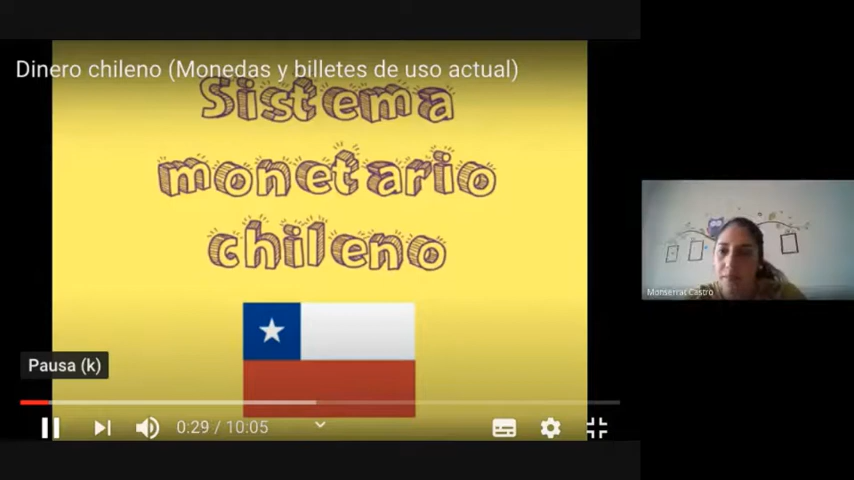 Dinero chileno (Monedas y billetes de uso actual)
Sistema
monetario
chileno
Pausa (k)
0:29 / 10:05
Monserrat Castro